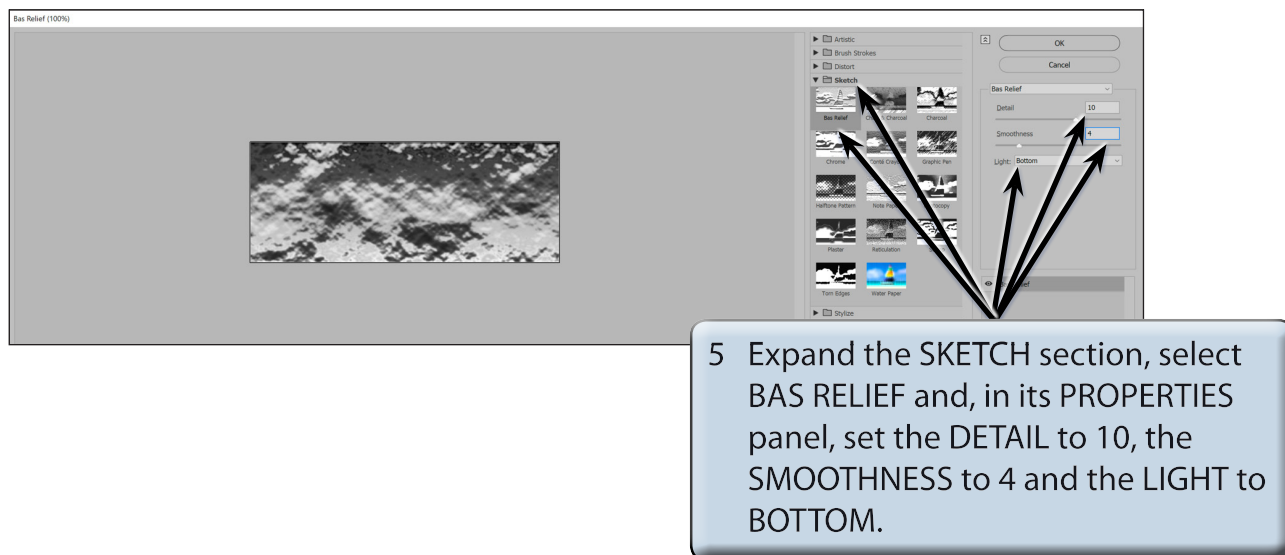 Bas Relief (100%)
Artistic
Brush Strokes
Distort
Sketch
Bas Relief
Charcoal
Chrome
Graphic Pen
Halftone Pattern
Plaster
Reticulation
Torn Edges
Water Paper
Stylize
OK
Cancel
Bas Relief
Detail 10
Smoothness 4
Light: Bottom
5 Expand the SKETCH section, select
BAS RELIEF and, in its PROPERTIES
panel, set the DETAIL to 10, the
SMOOTHNESS to 4 and the LIGHT to
BOTTOM.